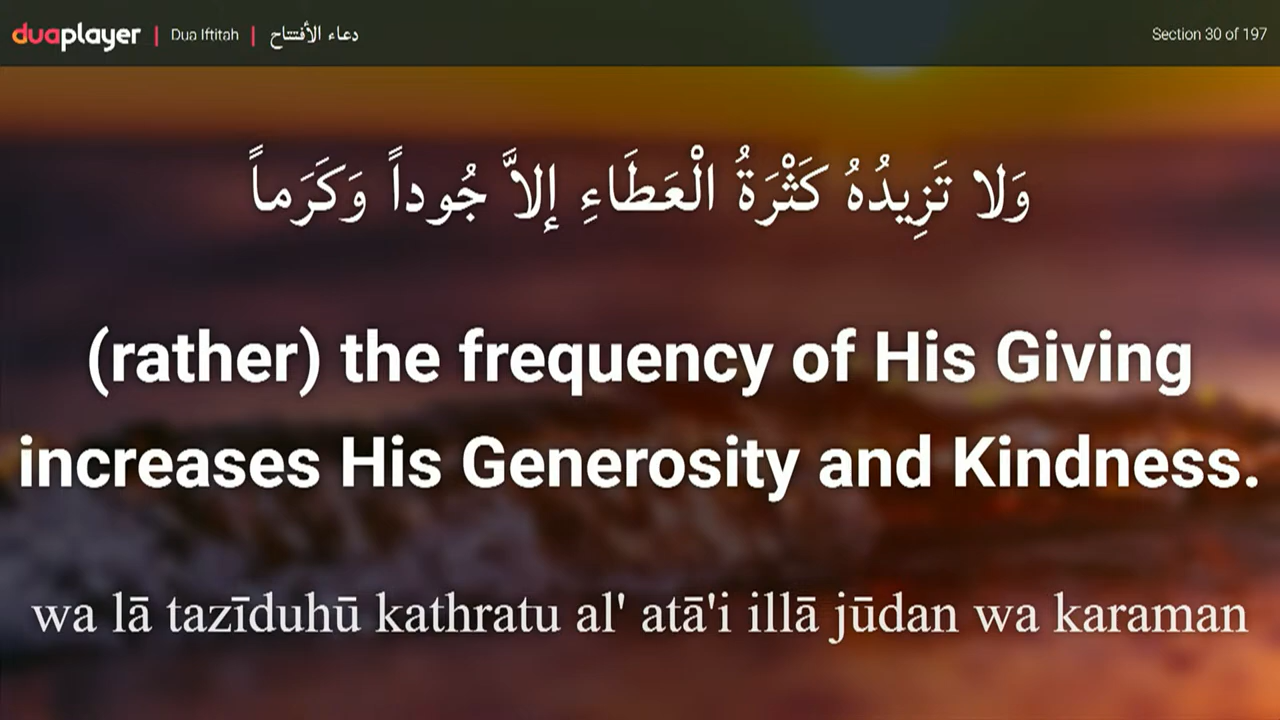 duaplayer | Dua Iftitah | دعاء الأفتتاح
Section 30 of 197
وَلا تَزِيدُهُ كَثْرَةُ الْعَطَاءِ إِلاَّ جُوداً وَكَرَماً
(rather) the frequency of His Giving
increases His Generosity and Kindness.
wa lā tazīduhū kathratu al' atā'i illā jūdan wa karaman